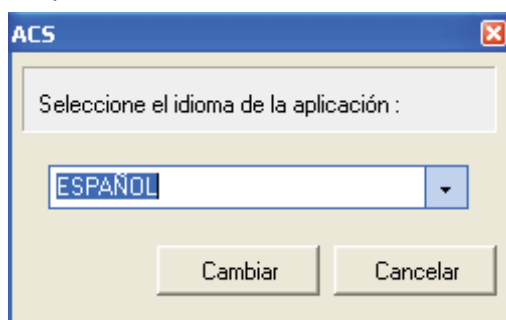 ACS
Seleccione el idioma de la aplicación :
ESPAÑOL
Cambiar
Cancelar